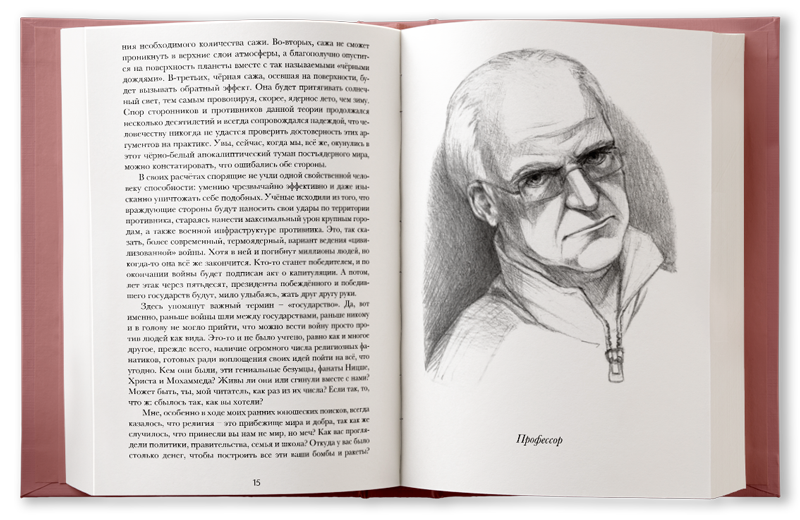 ния необходимого количества сажи. Во-вторых, сажа не сможет
проникнуть в верхние слои атмосферы, а благополучно опустит-
ся на поверхность планеты вместе с так называемыми «чёрными
дождями». В-третьих, чёрная сажа, осевшая на поверхности, бу-
дет вызывать обратный эффект. Она будет притягивать солнеч-
ный свет, тем самым провоцируя, скорее, ядерное лето, чем зиму.
Спор сторонников и противников данной теории продолжался
несколько десятилетий и всегда сопровождался надеждой, что че-
ловечеству никогда не удастся проверить достоверность этих ар-
гументов на практике. Увы, сейчас, когда мы, всё же, окунулись в
этот чёрно-белый апокалиптический туман постъядерного мира,
можно констатировать, что ошибались обе стороны.
В своих расчётах спорящие не учли одной свойственной чело-
веку способности: умению чрезвычайно эффективно и даже изы-
сканно уничтожать себе подобных. Учёные исходили из того, что
враждующие стороны будут наносить свои удары по территории
противника, стараясь нанести максимальный урон крупным горо-
дам, а также военной инфраструктуре противника. Это, так ска-
зать, более современный, термоядерный, вариант ведения «циви-
лизованной» войны. Хотя в ней и погибнут миллионы людей, но
когда-то она всё же закончится. Кто-то станет победителем, и по
окончании войны будет подписан акт о капитуляции. А потом,
лет этак через пятьдесят, президенты побеждённого и победив-
шего государств будут, мило улыбаясь, жать друг другу руки.
Здесь упомянут важный термин – «государство». Да, вот
именно, раньше войны шли между государствами, раньше никому
и в голову не могло прийти, что можно вести войну просто про-
тив людей как вида. Это-то и не было учтено, равно как и многое
другое, прежде всего, наличие огромного числа религиозных фа-
натиков, готовых ради воплощения своих идей пойти на всё, что
угодно. Кем они были, эти гениальные безумцы, фанаты Ницше,
Христа и Мохаммеда? Живы ли они или сгинули вместе с нами?
Может быть, ты, мой читатель, как раз из их числа? Если так, то,
что ж: сбылось так, как вы хотели?
Мне, особенно в ходе моих ранних юношеских поисков, всегда
казалось, что религия – это прибежище мира и добра, так как же
случилось, что принесли вы нам не мир, но меч? Как вас прогля-
дели политики, правительства, семья и школа? Откуда у вас было
столько денег, чтобы построить все эти ваши бомбы и ракеты?
15
Профессор